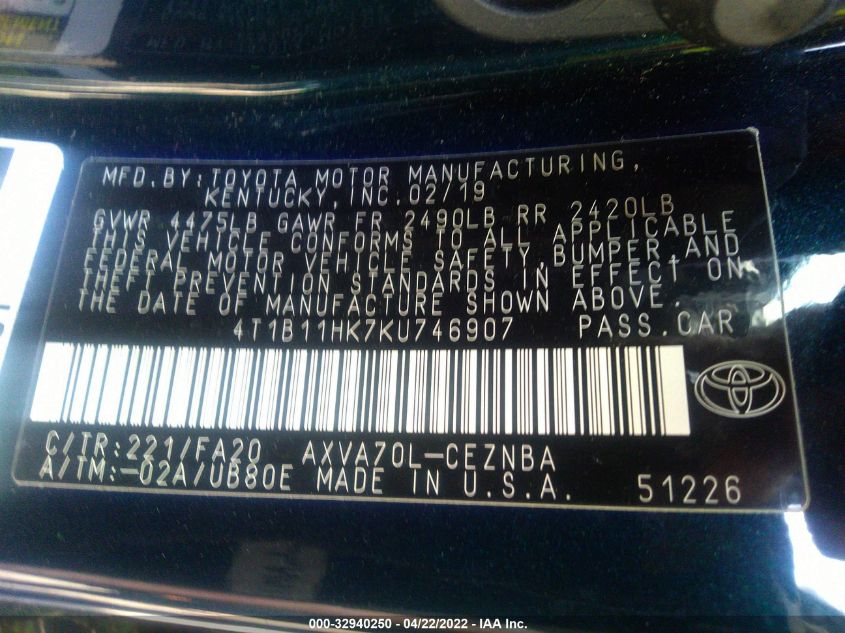 MFD. BY: TOYOTA MOTOR MANUFACTURING,
KENTUCKY, INC. 02/19
GVWR 4475LB GAWR FR 2490LB RR 2420LB
THIS VEHICLE CONFORMS TO ALL APPLICABLE
FEDERAL MOTOR VEHICLE SAFETY, BUMPER, AND
THEFT PREVENTION STANDARDS IN EFFECT ON
THE DATE OF MANUFACTURE SHOWN ABOVE.
4T1B11HK7KU746907 PASS. CAR
C/TR: 221/FA20 AXVA70L-CEZNBA
A/TM: -02A/UB80E MADE IN U.S.A. 51226
000-32940250 - 04/22/2022 - IAA Inc.